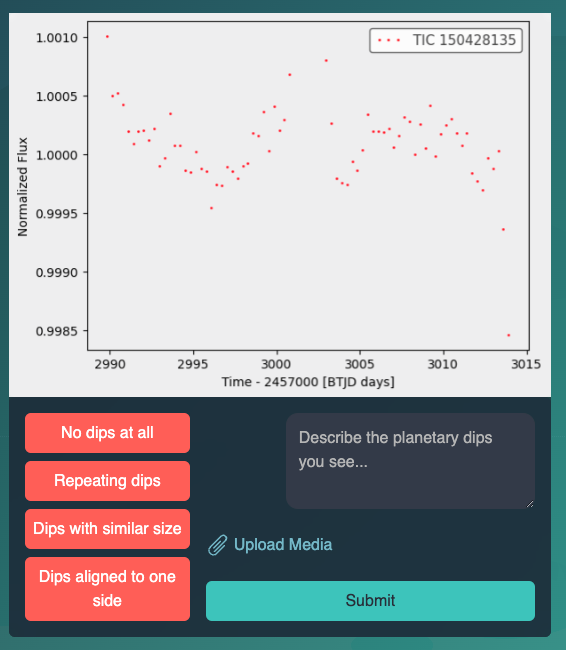 1.0010
1.0005
1.0000
0.9995
0.9990
0.9985
Normalized Flux
TIC 150428135
2990 2995 3000 3005 3010 3015
Time - 2457000 [BTJD days]
No dips at all
Repeating dips
Dips with similar size
Dips aligned to one
side
Describe the planetary dips
you see...
Upload Media
Submit